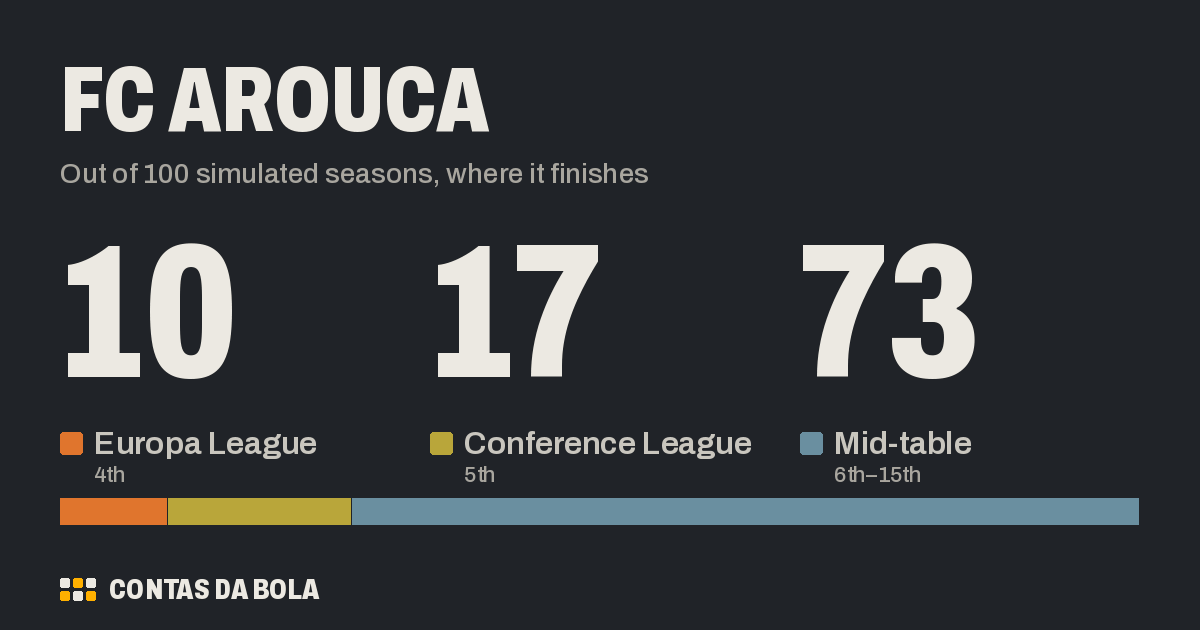 FC AROUCA
Out of 100 simulated seasons, where it finishes
10 17 73
Europa League Conference League Mid-table
4th 5th 6th–15th
CONTAS DA BOLA